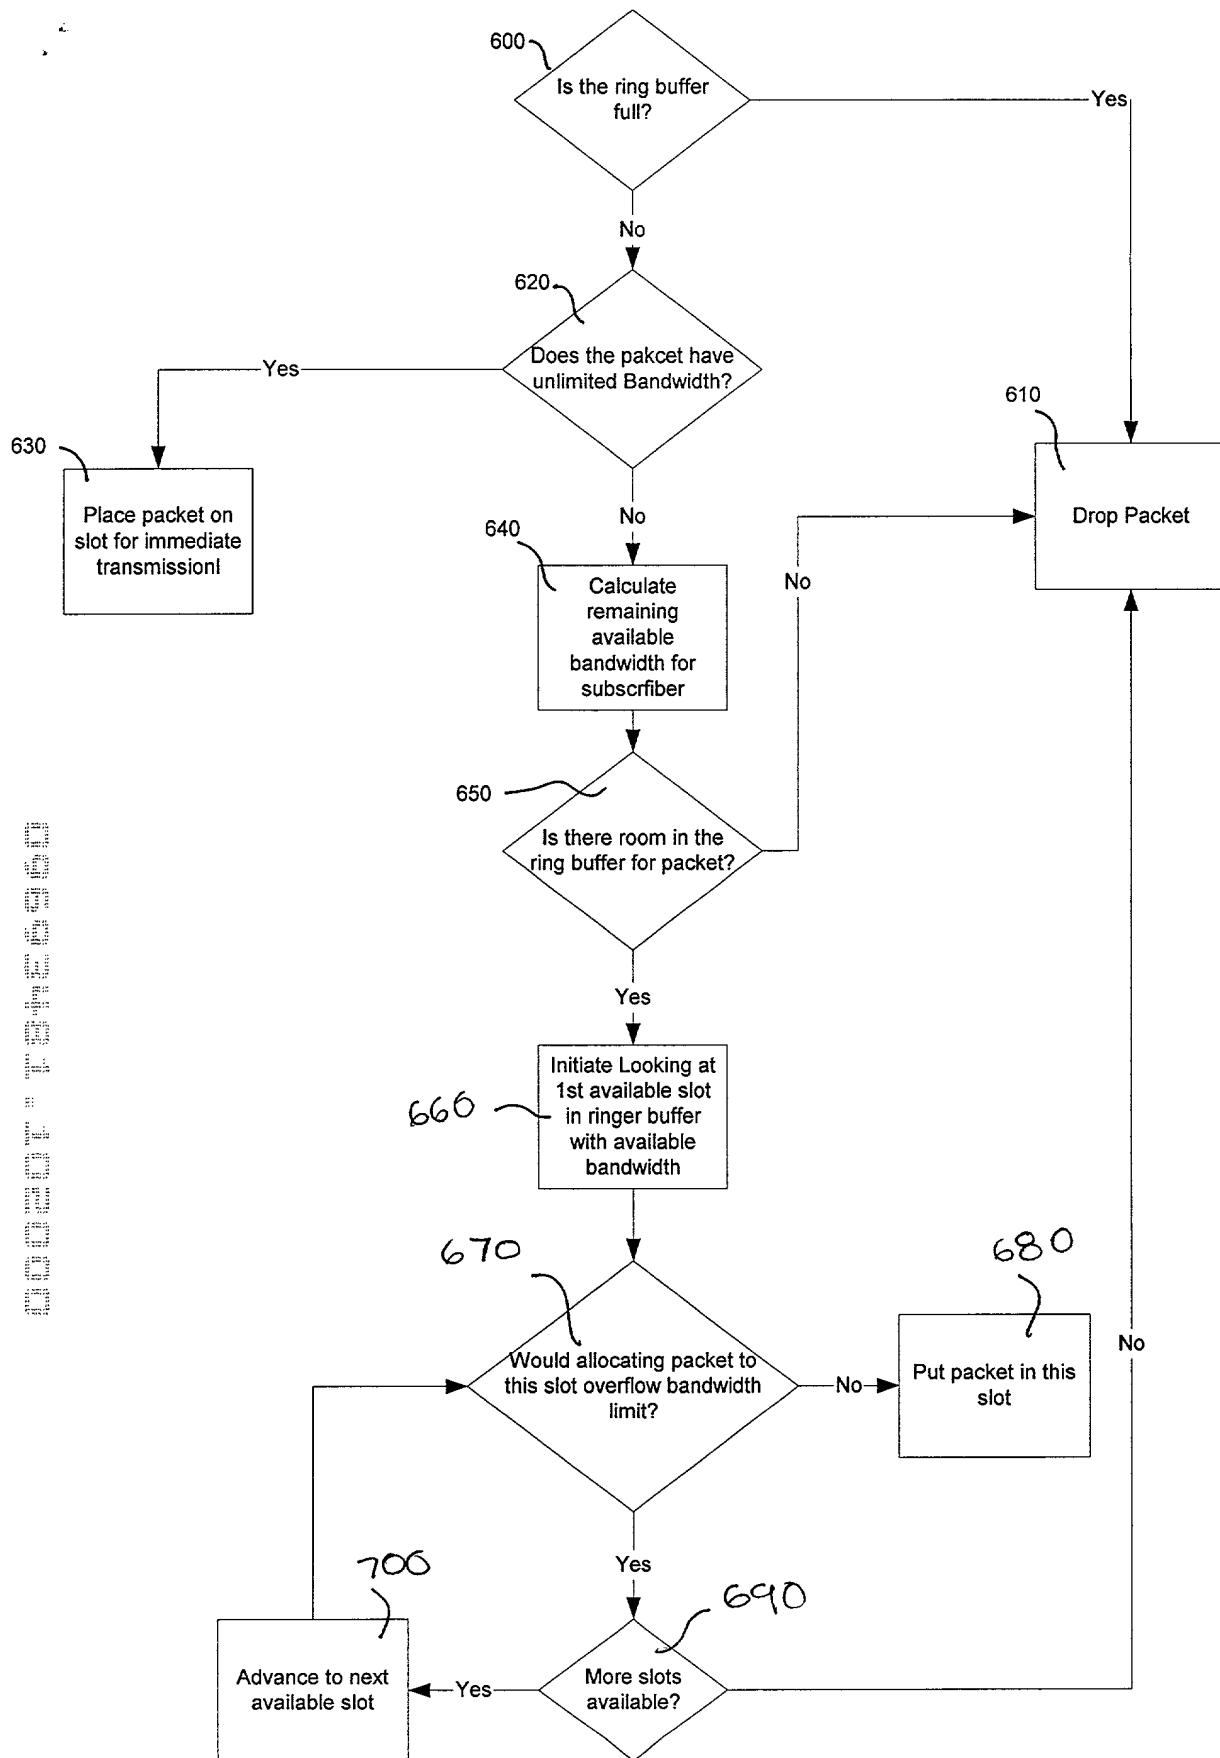 600
Is the ring buffer
full?
Yes
No
620
Does the pakcet have
unlimited Bandwidth?
Yes
610
630
Place packet on
slot for immediate
transmissionl
No
Drop Packet
640
Calculate
remaining
available
bandwidth for
subscrfiber
No
650
Is there room in the
ring buffer for packet?
Yes
Initiate Looking at
1st available slot
in ringer buffer
with available
bandwidth
660
670
680
Would allocating packet to
this slot overflow bandwidth
limit?
No
Put packet in this
slot
No
Yes
700
690
Advance to next
available slot
Yes
More slots
available?